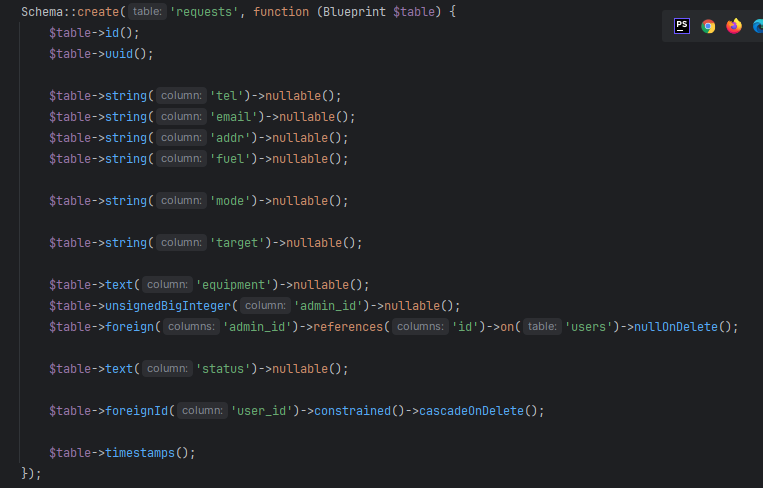 Schema::create( table: 'requests', function (Blueprint $table) {
$table->id();
$table->uuid();
$table->string( column: 'tel')->nullable();
$table->string( column: 'email')->nullable();
$table->string( column: 'addr')->nullable();
$table->string( column: 'fuel')->nullable();
$table->string( column: 'mode')->nullable();
$table->string( column: 'target')->nullable();
$table->text( column: 'equipment')->nullable();
$table->unsignedBigInteger( column: 'admin_id')->nullable();
$table->foreign( columns: 'admin_id')->references( columns: 'id')->on( table: 'users')->nullOnDelete();
$table->text( column: 'status')->nullable();
$table->foreignId( column: 'user_id')->constrained()->cascadeOnDelete();
$table->timestamps();
});
PS